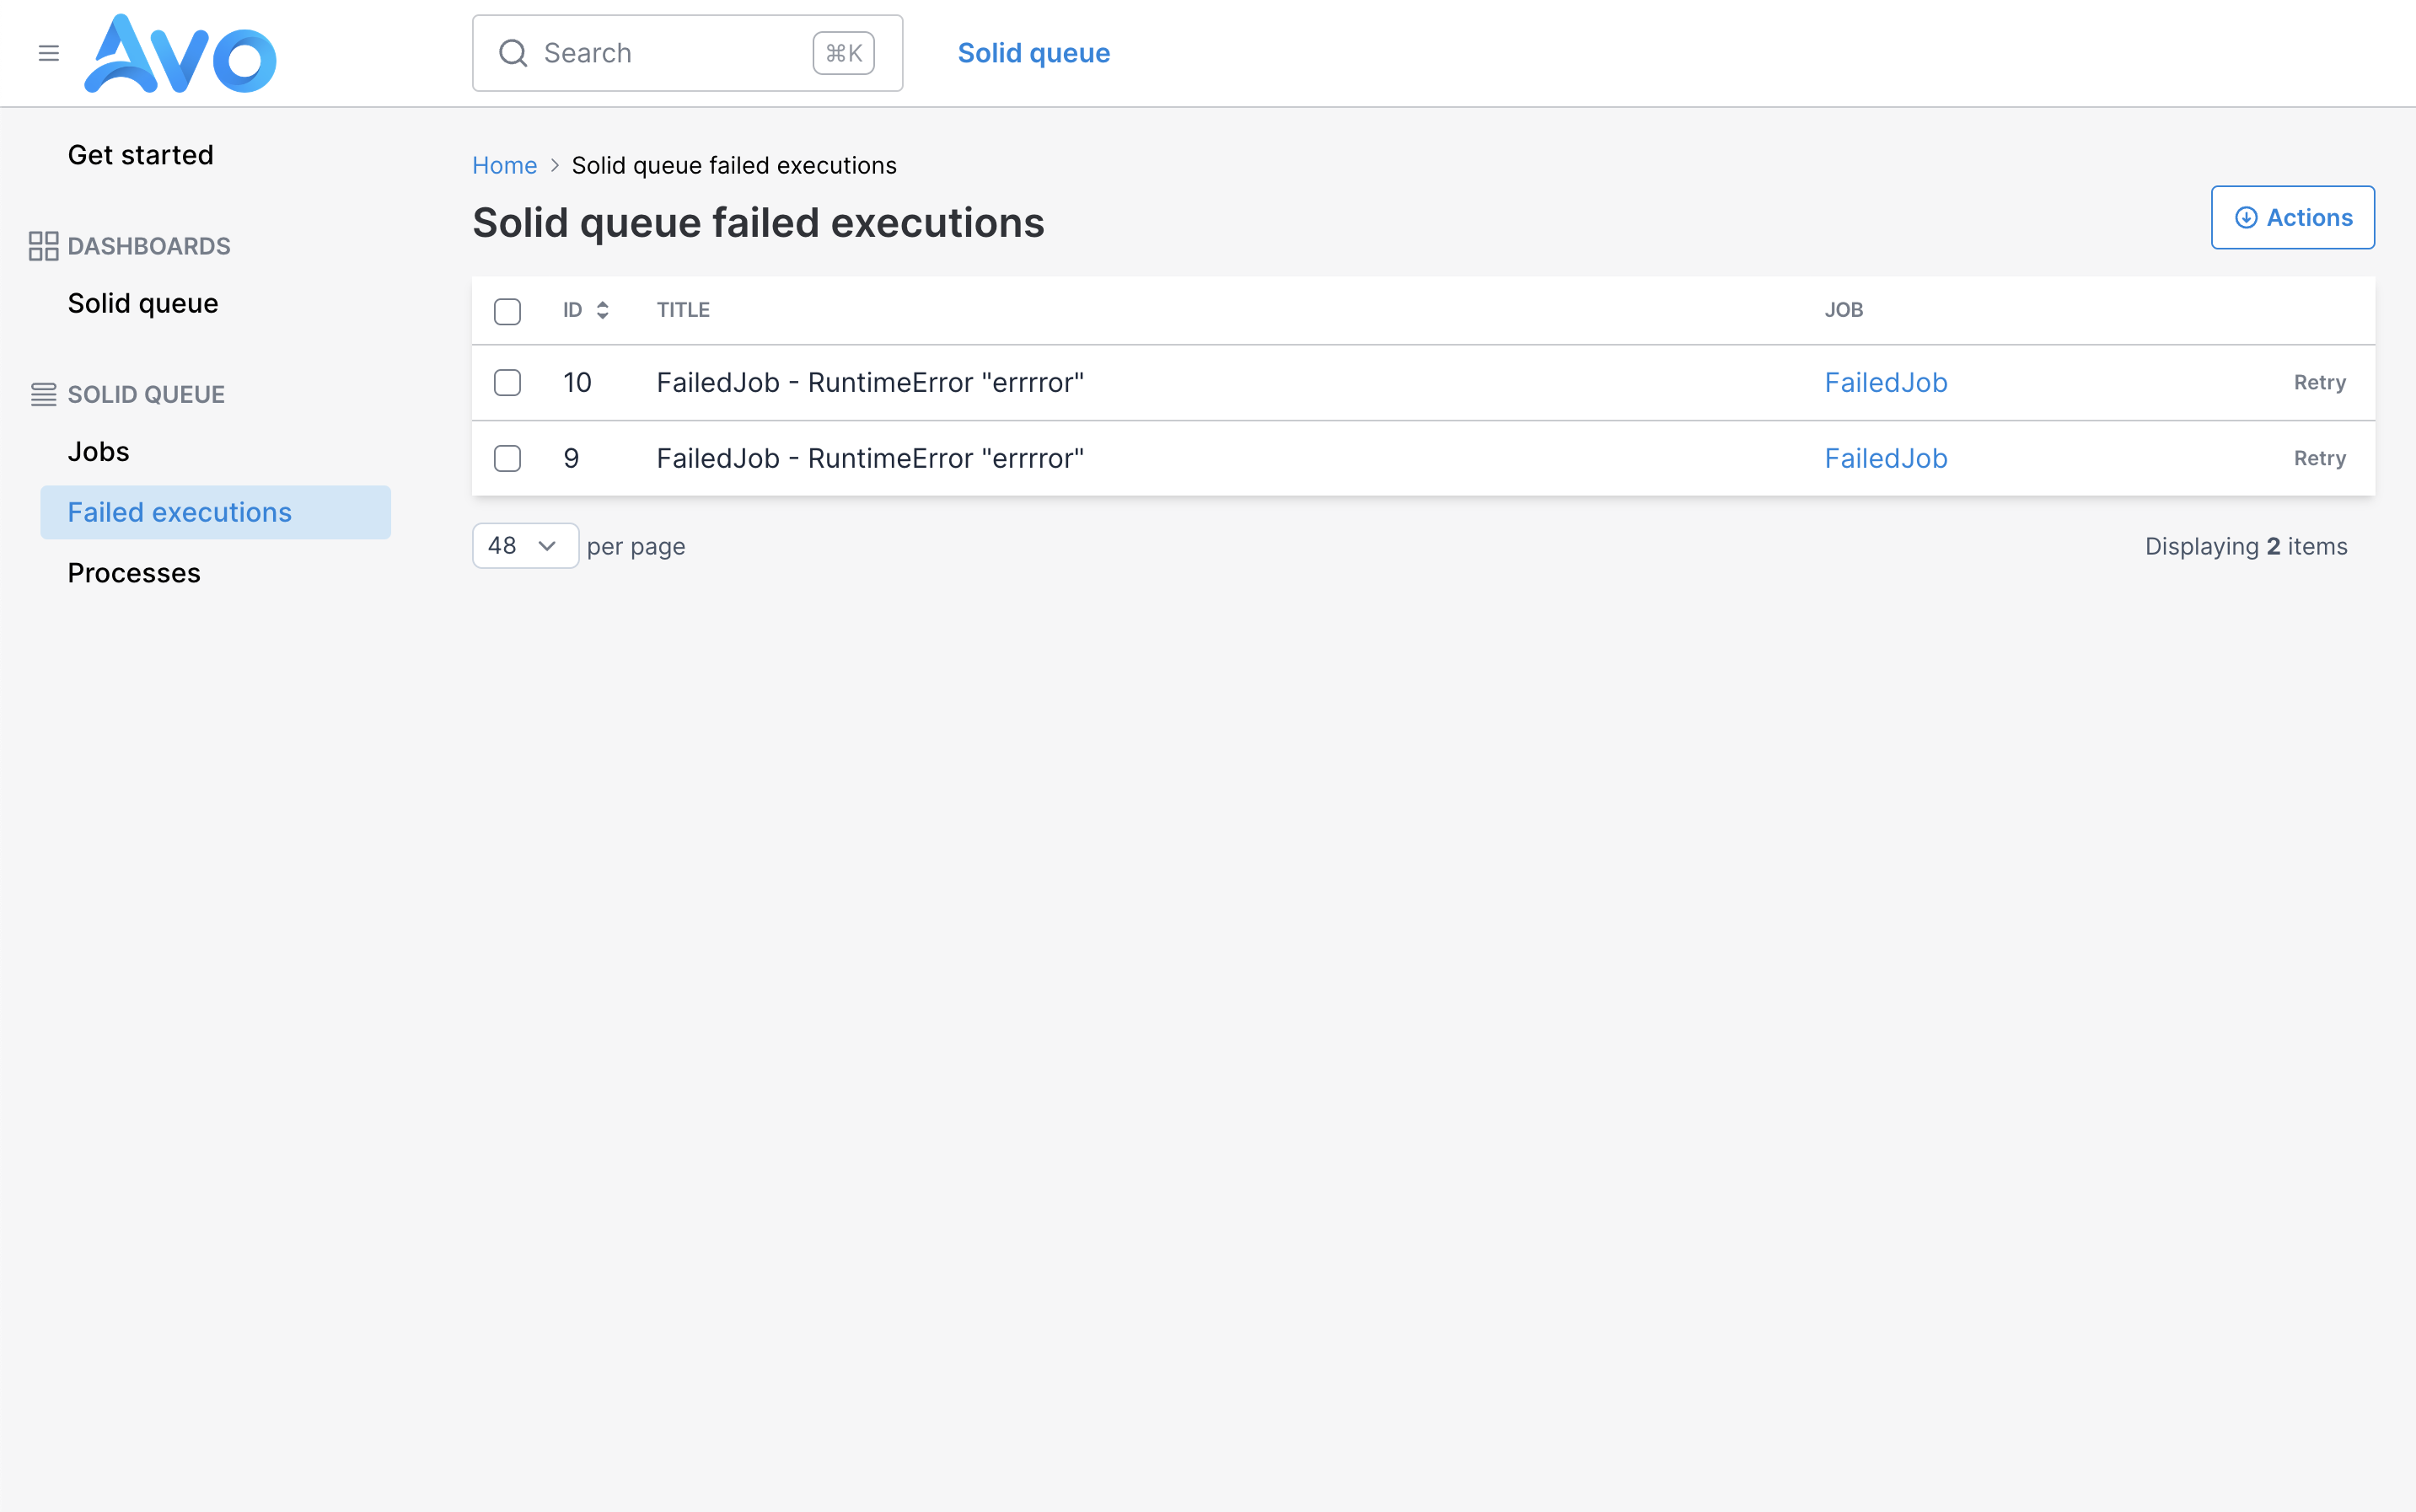 Avo
Search ⌘K
Solid queue
Get started
DASHBOARDS
Solid queue
SOLID QUEUE
Jobs
Failed executions
Processes
Home > Solid queue failed executions
Solid queue failed executions
Actions
ID TITLE JOB
10 FailedJob - RuntimeError "errrror" FailedJob Retry
9 FailedJob - RuntimeError "errrror" FailedJob Retry
48 per page
Displaying 2 items